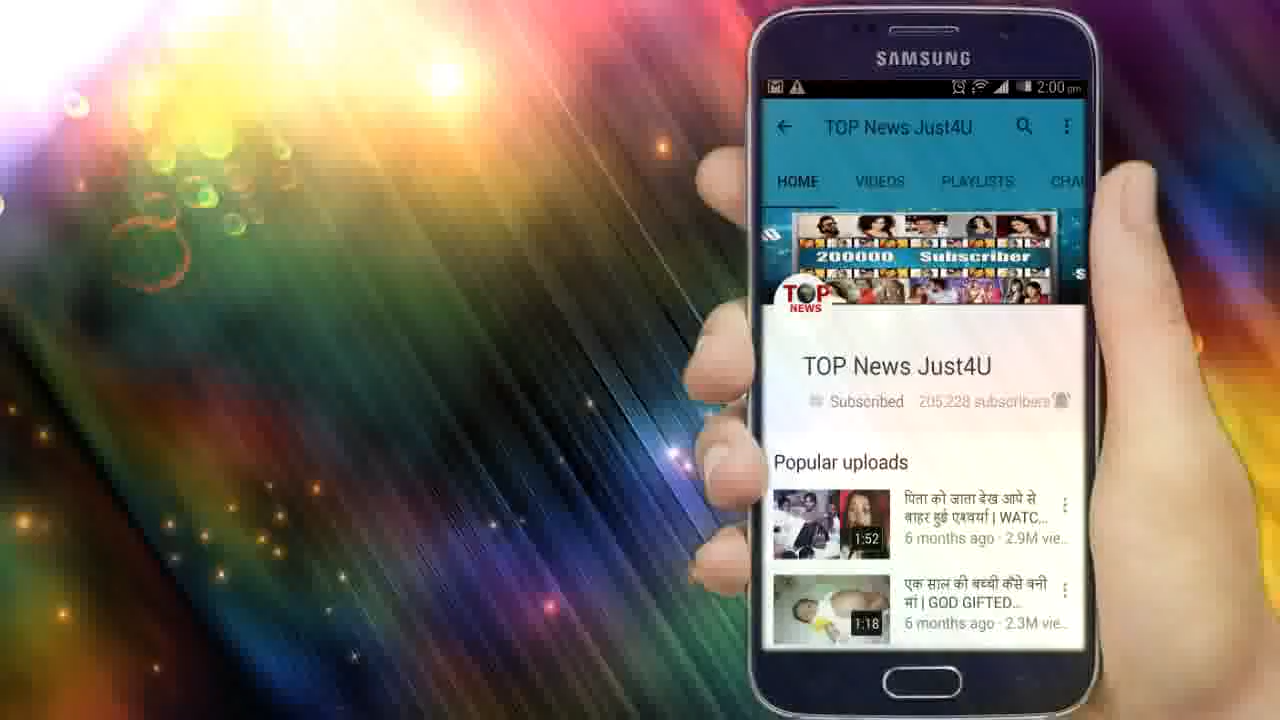 SAMSUNG
2:00 pm
TOP News Just4U
HOME VIDEOS PLAYLISTS CHA
200000 Subscriber
TOP
NEWS
TOP News Just4U
Subscribed 205,228 subscribers
Popular uploads
पिता को जाता देख आपे से
बाहर हुई एश्वर्या | WATC...
1:52
6 months ago · 2.9M vie..
एक साल की बच्ची कैसे बनी
मां | GOD GIFTED...
1:18
6 months ago · 2.3M vie..